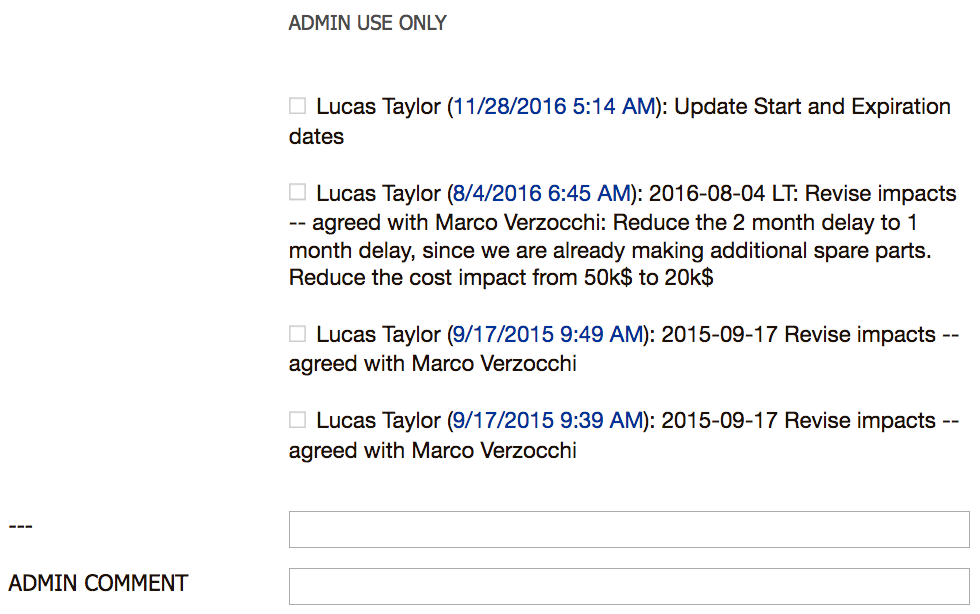 ADMIN USE ONLY
Lucas Taylor (11/28/2016 5:14 AM): Update Start and Expiration
dates
Lucas Taylor (8/4/2016 6:45 AM): 2016-08-04 LT: Revise impacts
-- agreed with Marco Verzocchi: Reduce the 2 month delay to 1
month delay, since we are already making additional spare parts.
Reduce the cost impact from 50k$ to 20k$
Lucas Taylor (9/17/2015 9:49 AM): 2015-09-17 Revise impacts --
agreed with Marco Verzocchi
Lucas Taylor (9/17/2015 9:39 AM): 2015-09-17 Revise impacts --
agreed with Marco Verzocchi
---
ADMIN COMMENT